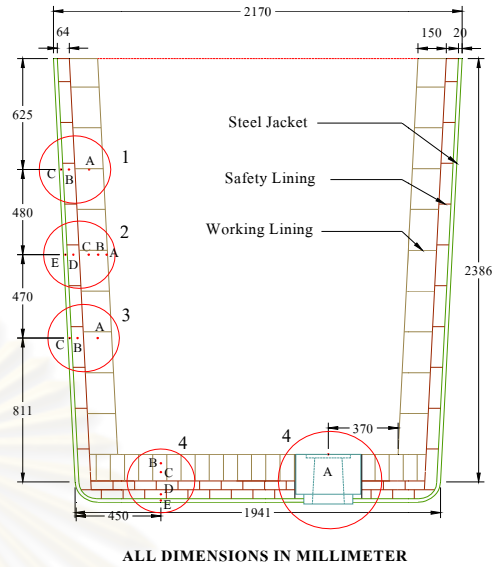 2170
64
150
20
625
1
A
C
B
Steel Jacket
Safety Lining
Working Lining
480
2
C
B
A
E
D
2386
470
3
A
C
B
811
370
4
4
B
C
A
D
E
450
1941
ALL DIMENSIONS IN MILLIMETER